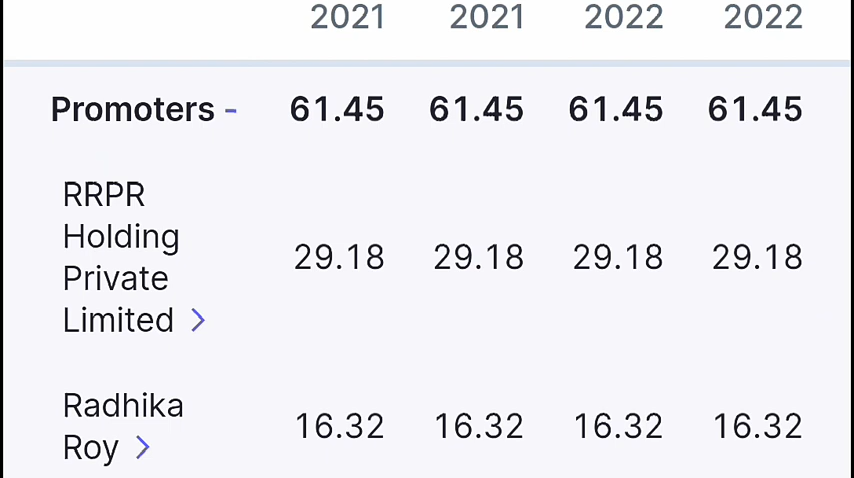 2021 2021 2022 2022
Promoters - 61.45 61.45 61.45 61.45
RRPR
Holding
Private
Limited > 29.18 29.18 29.18 29.18
Radhika
Roy > 16.32 16.32 16.32 16.32